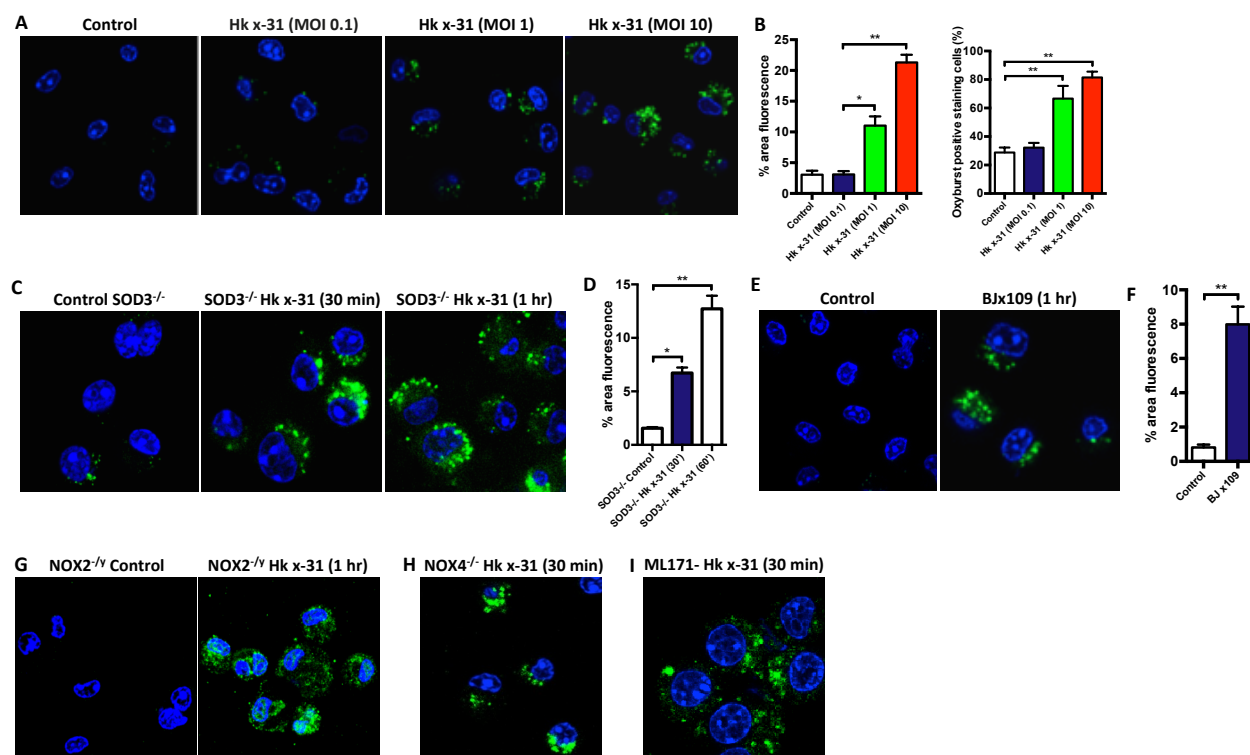 A
Control
Hk x-31 (MOI 0.1)
Hk x-31 (MOI 1)
Hk x-31 (MOI 10)
B
% area fluorescence
25
20
15
10
5
0
**
*
Control
Hk x-31 (MOI 0.1)
Hk x-31 (MOI 1)
Hk x-31 (MOI 10)
Oxyburst positive staining cells (%)
100
80
60
40
20
0
**
**
Control
Hk x-31 (MOI 0.1)
Hk x-31 (MOI 1)
Hk x-31 (MOI 10)
C
Control SOD3-/-
SOD3-/- Hk x-31 (30 min)
SOD3-/- Hk x-31 (1 hr)
D
% area fluorescence
15
10
5
0
**
*
SOD3-/- Control
SOD3-/- Hk x-31 (30')
SOD3-/- Hk x-31 (60')
E
Control
BJx109 (1 hr)
F
% area fluorescence
10
8
6
4
2
0
**
Control
BJ x109
G
NOX2-/y Control
NOX2-/y Hk x-31 (1 hr)
H
NOX4-/- Hk x-31 (30 min)
I
ML171- Hk x-31 (30 min)